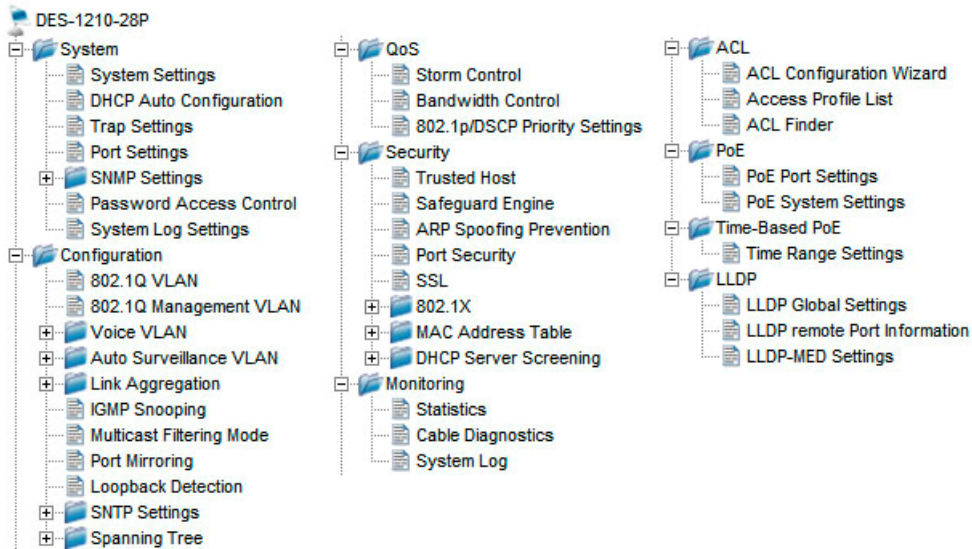 DES-1210-28P
System
System Settings
DHCP Auto Configuration
Trap Settings
Port Settings
SNMP Settings
Password Access Control
System Log Settings
Configuration
802.1Q VLAN
802.1Q Management VLAN
Voice VLAN
Auto Surveillance VLAN
Link Aggregation
IGMP Snooping
Multicast Filtering Mode
Port Mirroring
Loopback Detection
SNTP Settings
Spanning Tree
QoS
Storm Control
Bandwidth Control
802.1p/DSCP Priority Settings
Security
Trusted Host
Safeguard Engine
ARP Spoofing Prevention
Port Security
SSL
802.1X
MAC Address Table
DHCP Server Screening
Monitoring
Statistics
Cable Diagnostics
System Log
ACL
ACL Configuration Wizard
Access Profile List
ACL Finder
PoE
PoE Port Settings
PoE System Settings
Time-Based PoE
Time Range Settings
LLDP
LLDP Global Settings
LLDP remote Port Information
LLDP-MED Settings